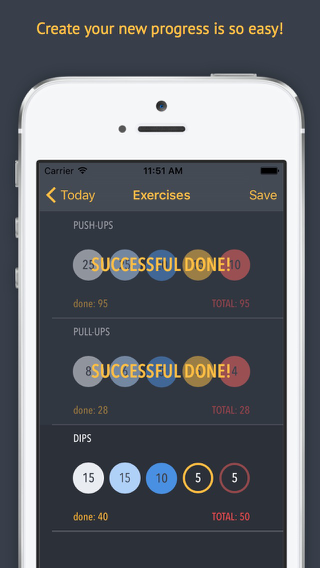 Create your new progress is so easy!
Carrier 11:51 AM
Today Exercises Save
PUSH-UPS
25 10
SUCCESSFUL DONE!
done: 95 TOTAL: 95
PULL-UPS
8 4
SUCCESSFUL DONE!
done: 28 TOTAL: 28
DIPS
15 15 10 5 5
done: 40 TOTAL: 50